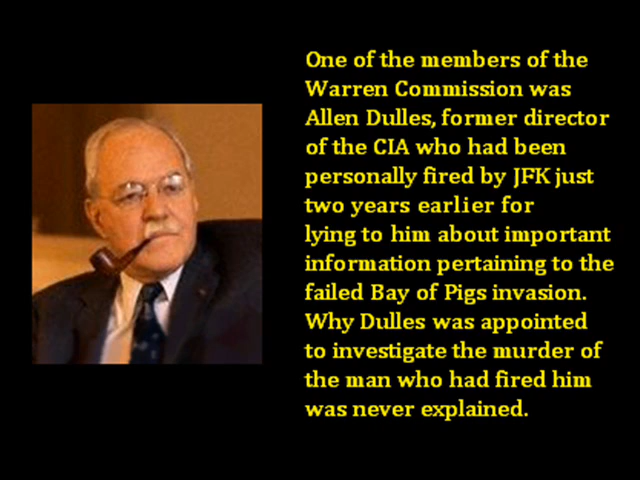 One of the members of the
Warren Commission was
Allen Dulles, former director
of the CIA who had been
personally fired by JFK just
two years earlier for
lying to him about important
information pertaining to the
failed Bay of Pigs invasion.
Why Dulles was appointed
to investigate the murder of
the man who had fired him
was never explained.